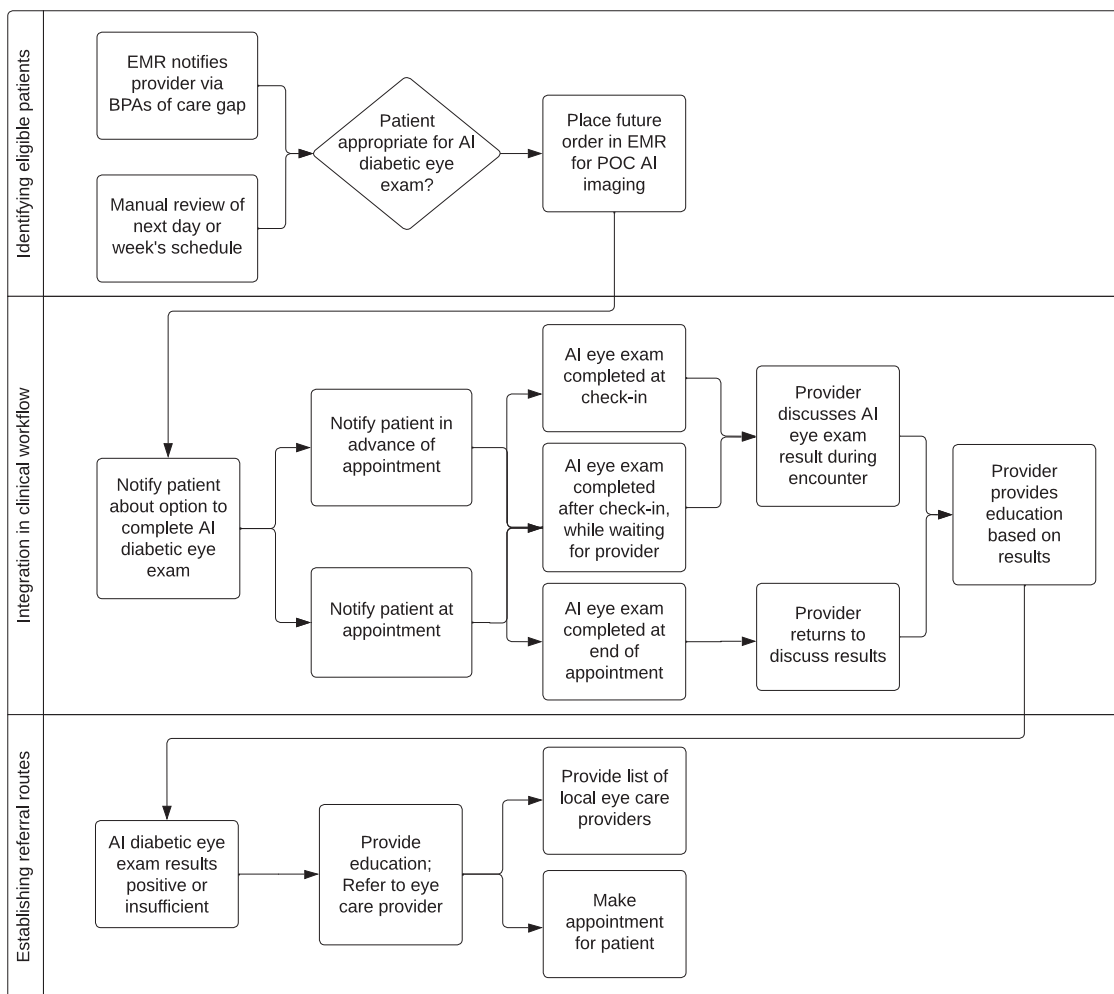 Identifying eligible patients
EMR notifies
provider via
BPAs of care gap
Manual review of
next day or
week's schedule
Patient
appropriate for AI
diabetic eye
exam?
Place future
order in EMR
for POC AI
imaging
Integration in clinical workflow
Notify patient
about option to
complete AI
diabetic eye
exam
Notify patient in
advance of
appointment
Notify patient at
appointment
AI eye exam
completed at
check-in
AI eye exam
completed
after check-in,
while waiting
for provider
AI eye exam
completed at
end of
appointment
Provider
discusses AI
eye exam
result during
encounter
Provider
returns to
discuss results
Provider
provides
education
based on
results
Establishing referral routes
AI diabetic eye
exam results
positive or
insufficient
Provide
education;
Refer to eye
care provider
Provide list of
local eye care
providers
Make
appointment
for patient